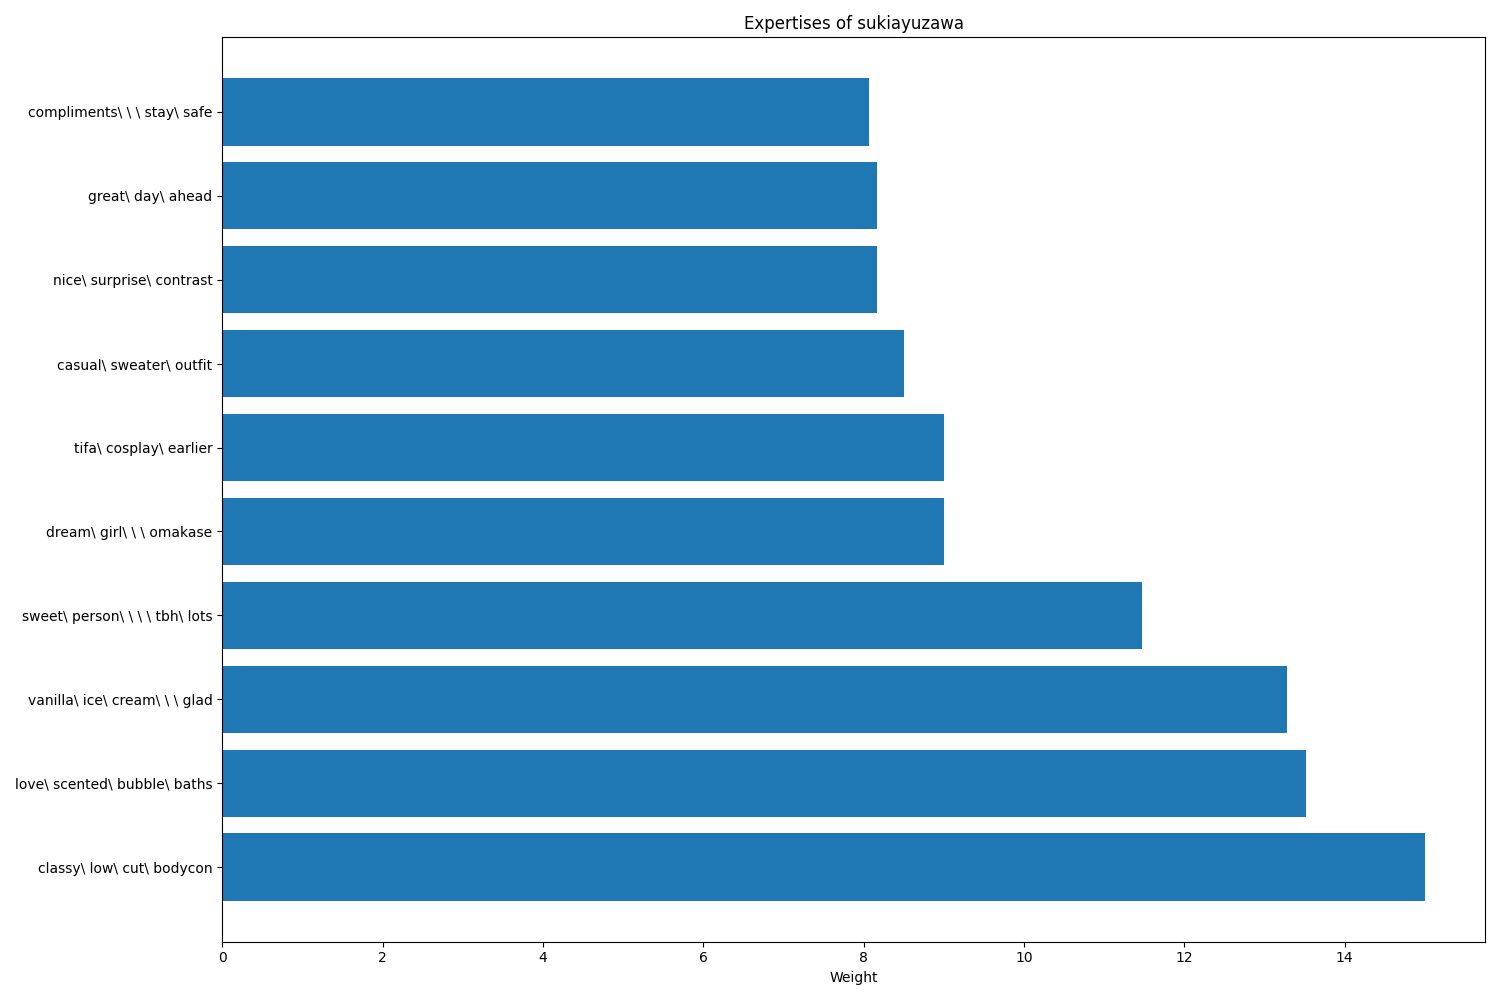 Expertises of sukiayuzawa
compliments\ \ \ stay\ safe
great\ day\ ahead
nice\ surprise\ contrast
casual\ sweater\ outfit
tifa\ cosplay\ earlier
dream\ girl\ \ \ omakase
sweet\ person\ \ \ \ tbh\ lots
vanilla\ ice\ cream\ \ \ glad
love\ scented\ bubble\ baths
classy\ low\ cut\ bodycon
0 2 4 6 8 10 12 14
Weight